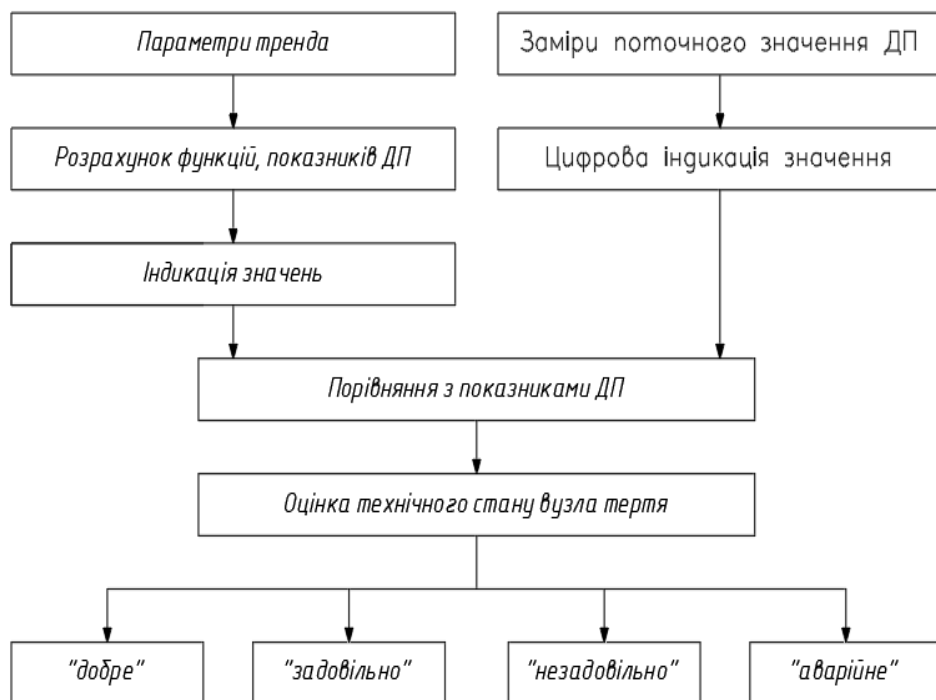 Параметри тренда
Заміри поточного значення ДП
Розрахунок функцій, показників ДП
Цифрова індикація значення
Індикація значень
Порівняння з показниками ДП
Оцінка технічного стану вузла тертя
"добре"
"задовільно"
"незадовільно"
"аварійне"